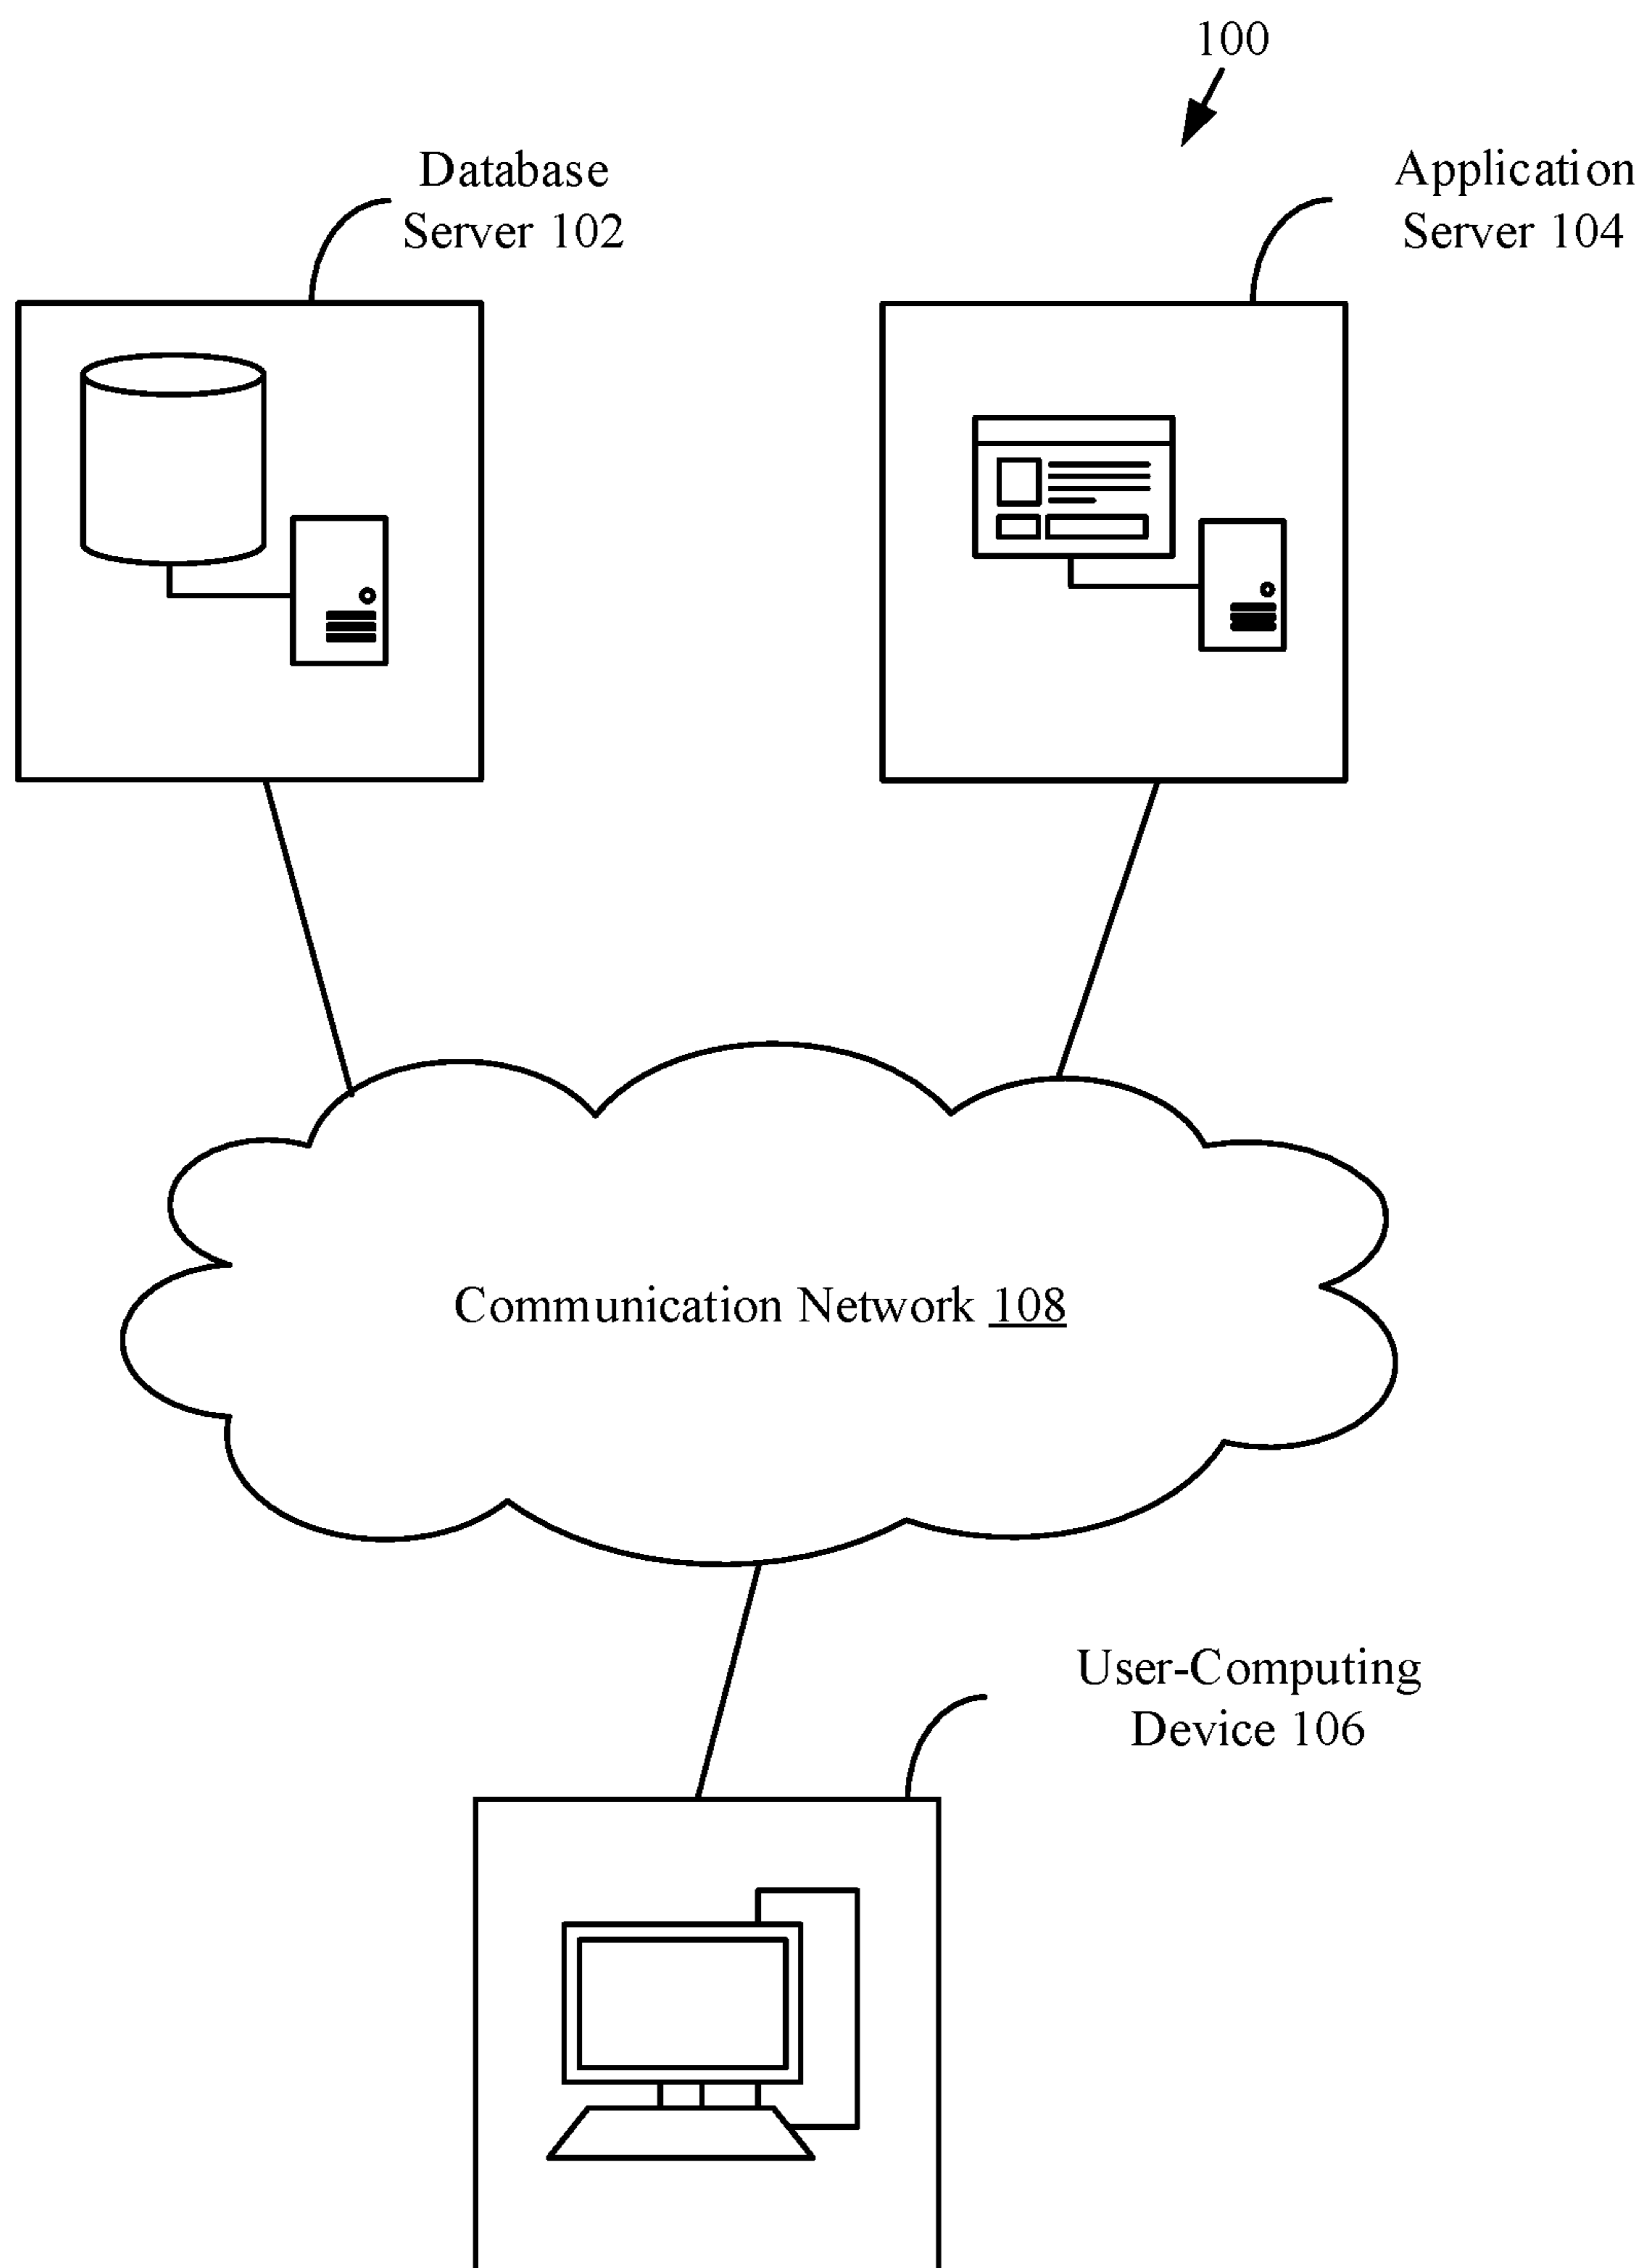 100
Database
Server 102
Application
Server 104
Communication Network 108
User-Computing
Device 106